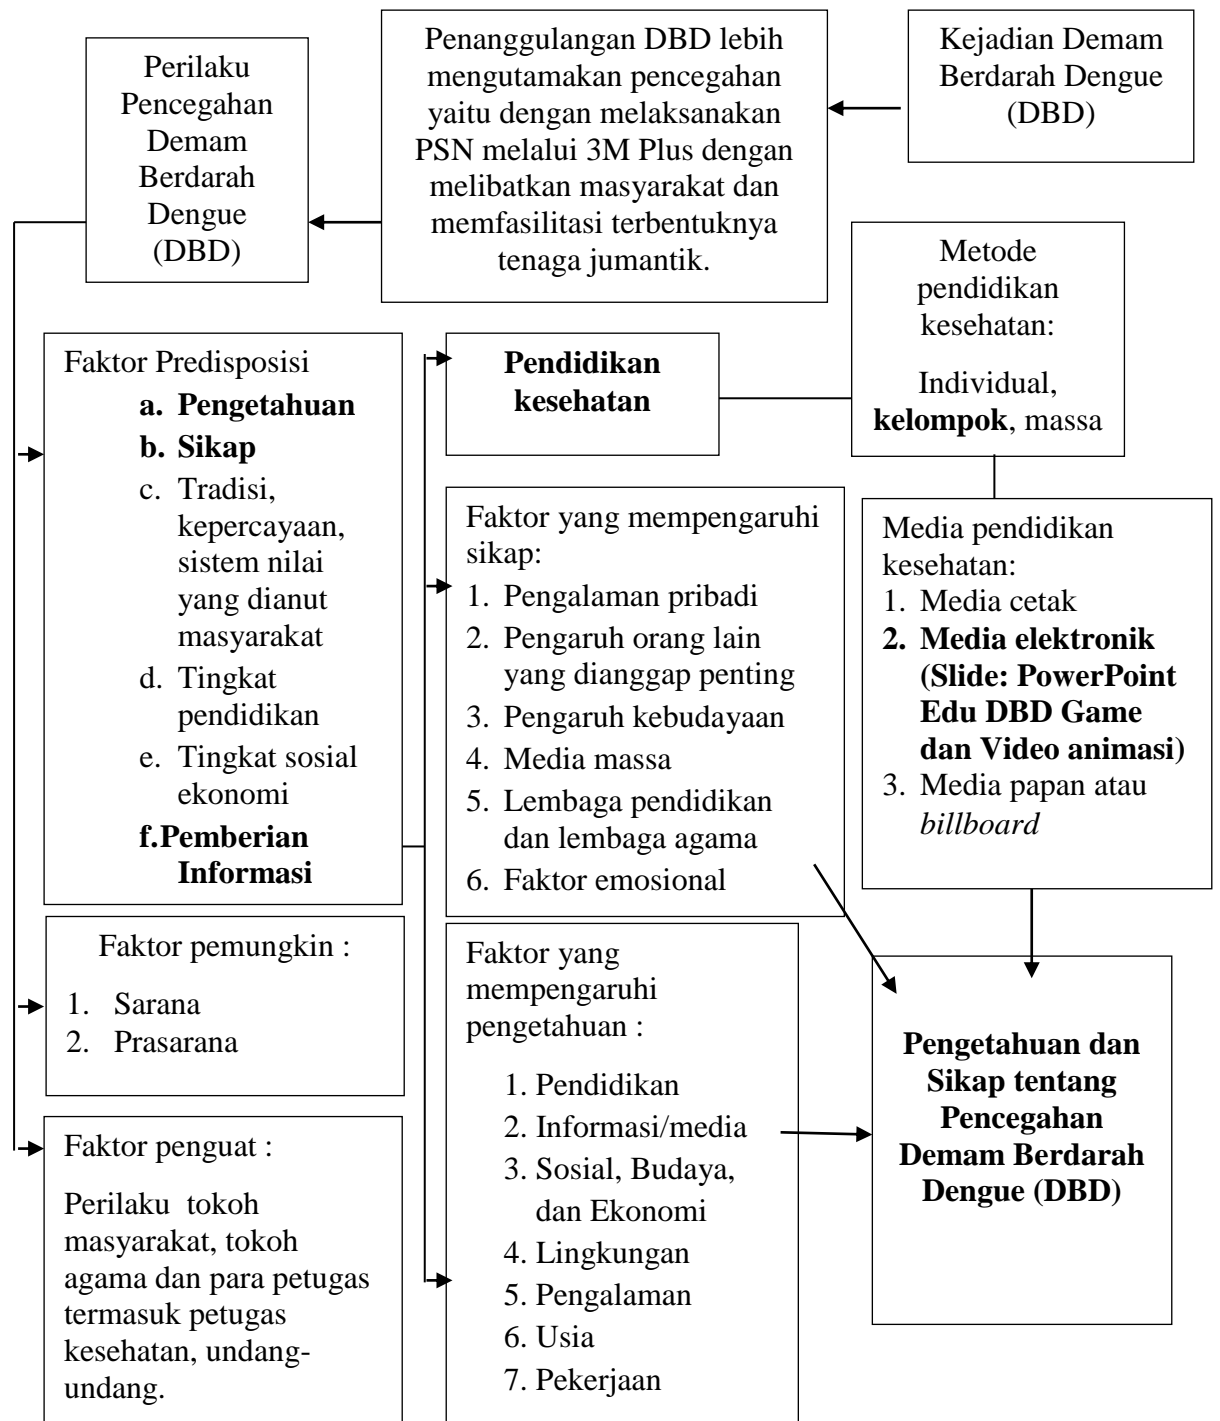 Perilaku
Pencegahan
Demam
Berdarah
Dengue
(DBD)
Penanggulangan DBD lebih
mengutamakan pencegahan
yaitu dengan melaksanakan
PSN melalui 3M Plus dengan
melibatkan masyarakat dan
memfasilitasi terbentuknya
tenaga jumantik.
Kejadian Demam
Berdarah Dengue
(DBD)
Faktor Predisposisi
a. Pengetahuan
b. Sikap
c. Tradisi,
kepercayaan,
sistem nilai
yang dianut
masyarakat
d. Tingkat
pendidikan
e. Tingkat sosial
ekonomi
f.Pemberian
Informasi
Pendidikan
kesehatan
Metode
pendidikan
kesehatan:
Individual,
kelompok, massa
Faktor yang mempengaruhi
sikap:
1. Pengalaman pribadi
2. Pengaruh orang lain
yang dianggap penting
3. Pengaruh kebudayaan
4. Media massa
5. Lembaga pendidikan
dan lembaga agama
6. Faktor emosional
Media pendidikan
kesehatan:
1. Media cetak
2. Media elektronik
(Slide: PowerPoint
Edu DBD Game
dan Video animasi)
3. Media papan atau
billboard
Faktor pemungkin :
1. Sarana
2. Prasarana
Faktor yang
mempengaruhi
pengetahuan :
1. Pendidikan
2. Informasi/media
3. Sosial, Budaya,
dan Ekonomi
4. Lingkungan
5. Pengalaman
6. Usia
7. Pekerjaan
Pengetahuan dan
Sikap tentang
Pencegahan
Demam Berdarah
Dengue (DBD)
Faktor penguat :
Perilaku tokoh
masyarakat, tokoh
agama dan para petugas
termasuk petugas
kesehatan, undang-
undang.